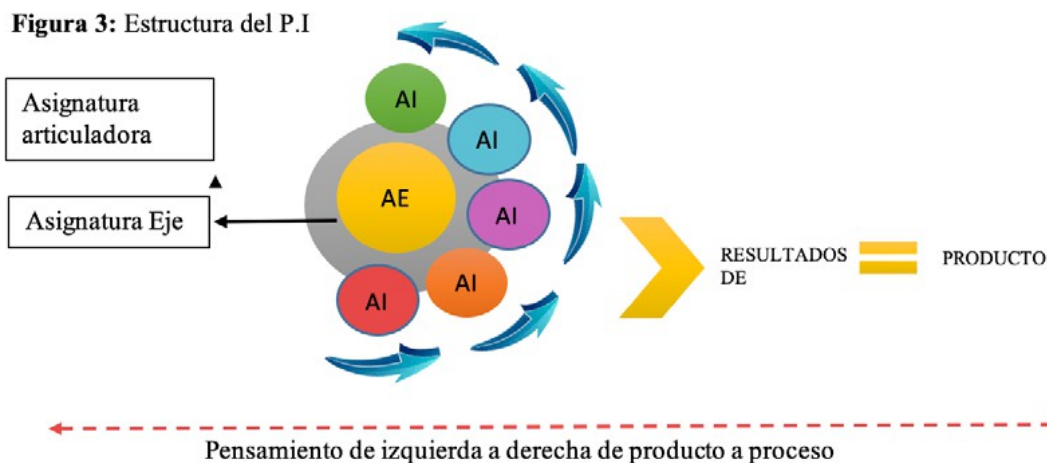 Figura 3: Estructura del P.I
Asignatura
articuladora
Asignatura Eje
AI
AI
AE
AI
AI
AI
RESULTADOS
DE
PRODUCTO
Pensamiento de izquierda a derecha de producto a proceso